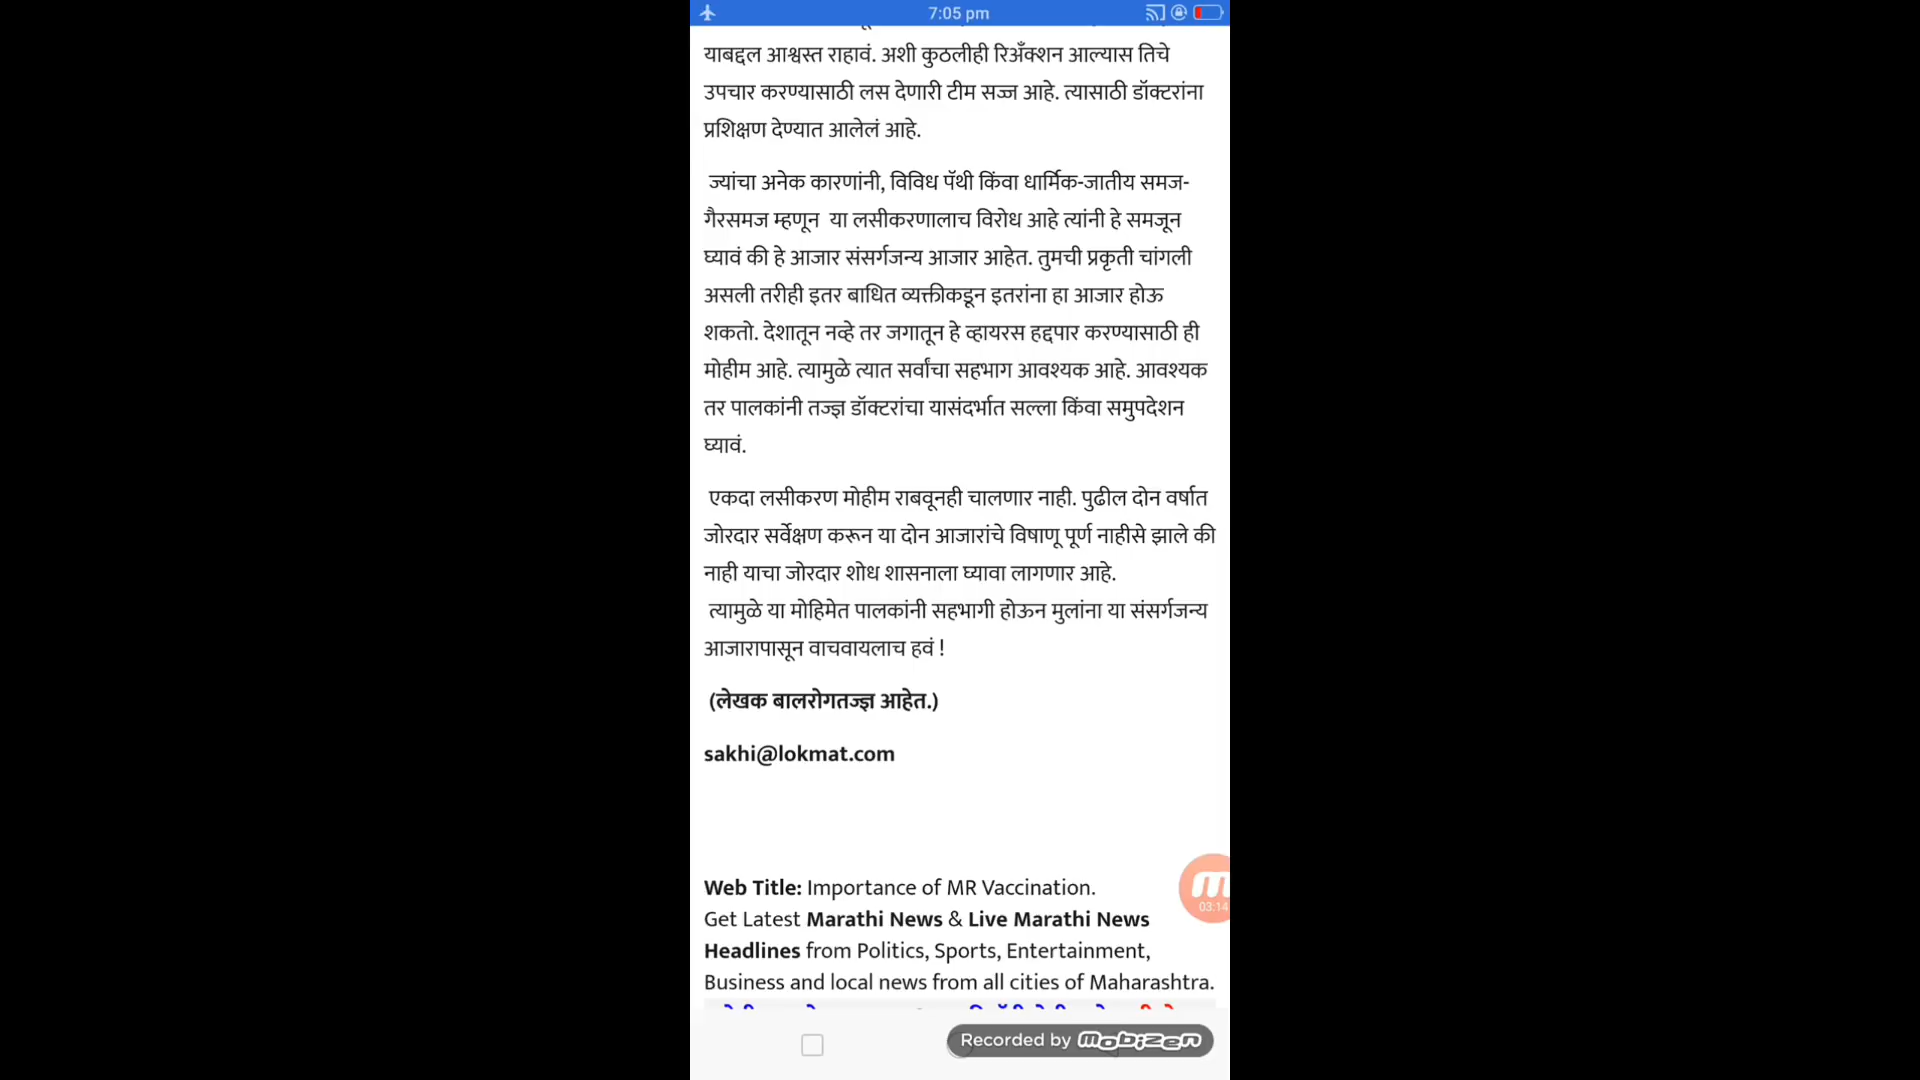 7:05 pm
याबद्दल आश्वस्त राहावं. अशी कुठलीही रिअ‍ॅँक्शन आल्यास तिचे
उपचार करण्यासाठी लस देणारी टीम सज्ज आहे. त्यासाठी डॉक्टरांना
प्रशिक्षण देण्यात आलेलं आहे.
ज्यांचा अनेक कारणांनी, विविध पॅथी किंवा धार्मिक-जातीय समज-
गैरसमज म्हणून या लसीकरणालाच विरोध आहे त्यांनी हे समजून
घ्यावं की हे आजार संसर्गजन्य आजार आहेत. तुमची प्रकृती चांगली
असली तरीही इतर बाधित व्यक्तीकडून इतरांना हा आजार होऊ
शकतो. देशातून नव्हे तर जगातून हे व्हायरस हद्दपार करण्यासाठी ही
मोहीम आहे. त्यामुळे त्यात सर्वांचा सहभाग आवश्यक आहे. आवश्यक
तर पालकांनी तज्ज्ञ डॉक्टरांचा यासंदर्भात सल्ला किंवा समुपदेशन
घ्यावं.
एकदा लसीकरण मोहीम राबवूनही चालणार नाही. पुढील दोन वर्षात
जोरदार सर्वेक्षण करून या दोन आजारांचे विषाणू पूर्ण नाहीसे झाले की
नाही याचा जोरदार शोध शासनाला घ्यावा लागणार आहे.
त्यामुळे या मोहिमेत पालकांनी सहभागी होऊन मुलांना या संसर्गजन्य
आजारापासून वाचवायलाच हवं !
(लेखक बालरोगतज्ज्ञ आहेत.)
sakhi@lokmat.com
Web Title: Importance of MR Vaccination.
03:14
Get Latest Marathi News & Live Marathi News
Headlines from Politics, Sports, Entertainment,
Business and local news from all cities of Maharashtra.
Recorded by mobizen